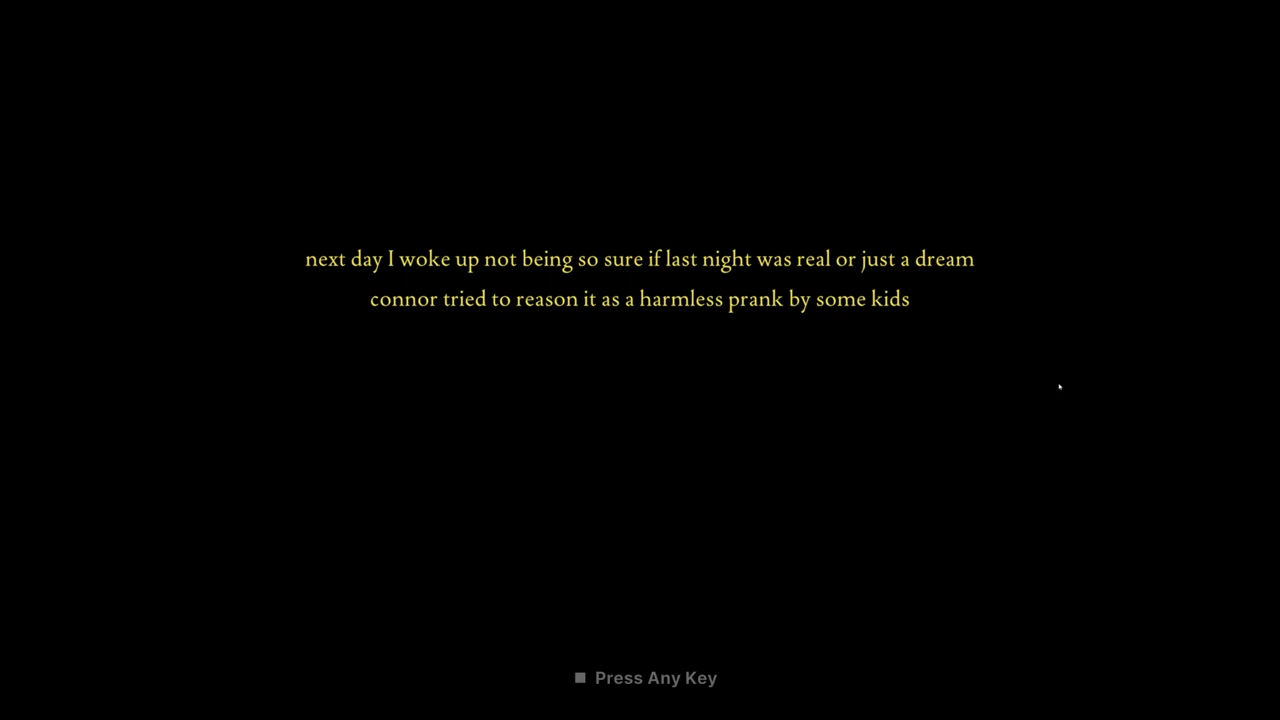 next day I woke up not being so sure if last night was real or just a dream
connor tried to reason it as a harmless prank by some kids
Press Any Key